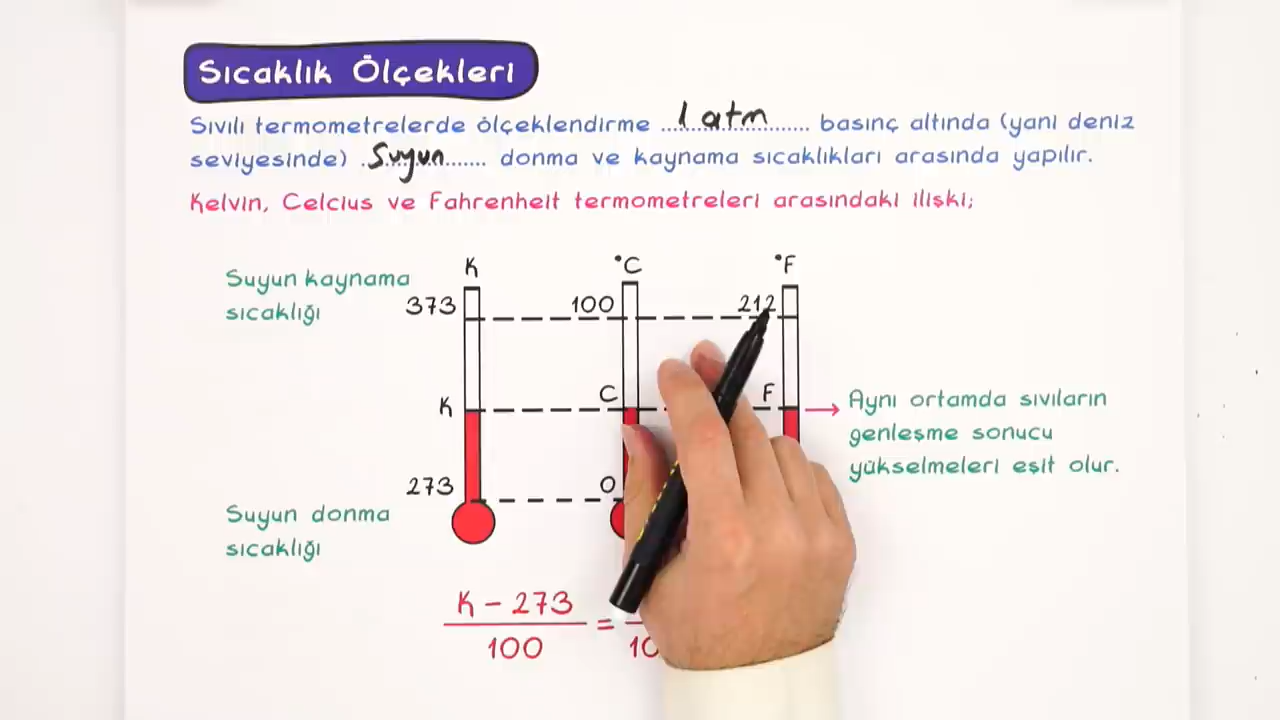 Sıcaklık Ölçekleri
Sıvılı termometrelerde ölçeklendirme 1 atm basınç altında (yani deniz
seviyesinde) Suyun donma ve kaynama sıcaklıkları arasında yapılır.
Kelvin, Celcius ve Fahrenheit termometreleri arasındaki ilişki;
K °C °F
Suyun kaynama
sıcaklığı
373 100 212
K C F
Aynı ortamda sıvıların
genleşme sonucu
yükselmeleri eşit olur.
273 0
Suyun donma
sıcaklığı
K - 273
=
100